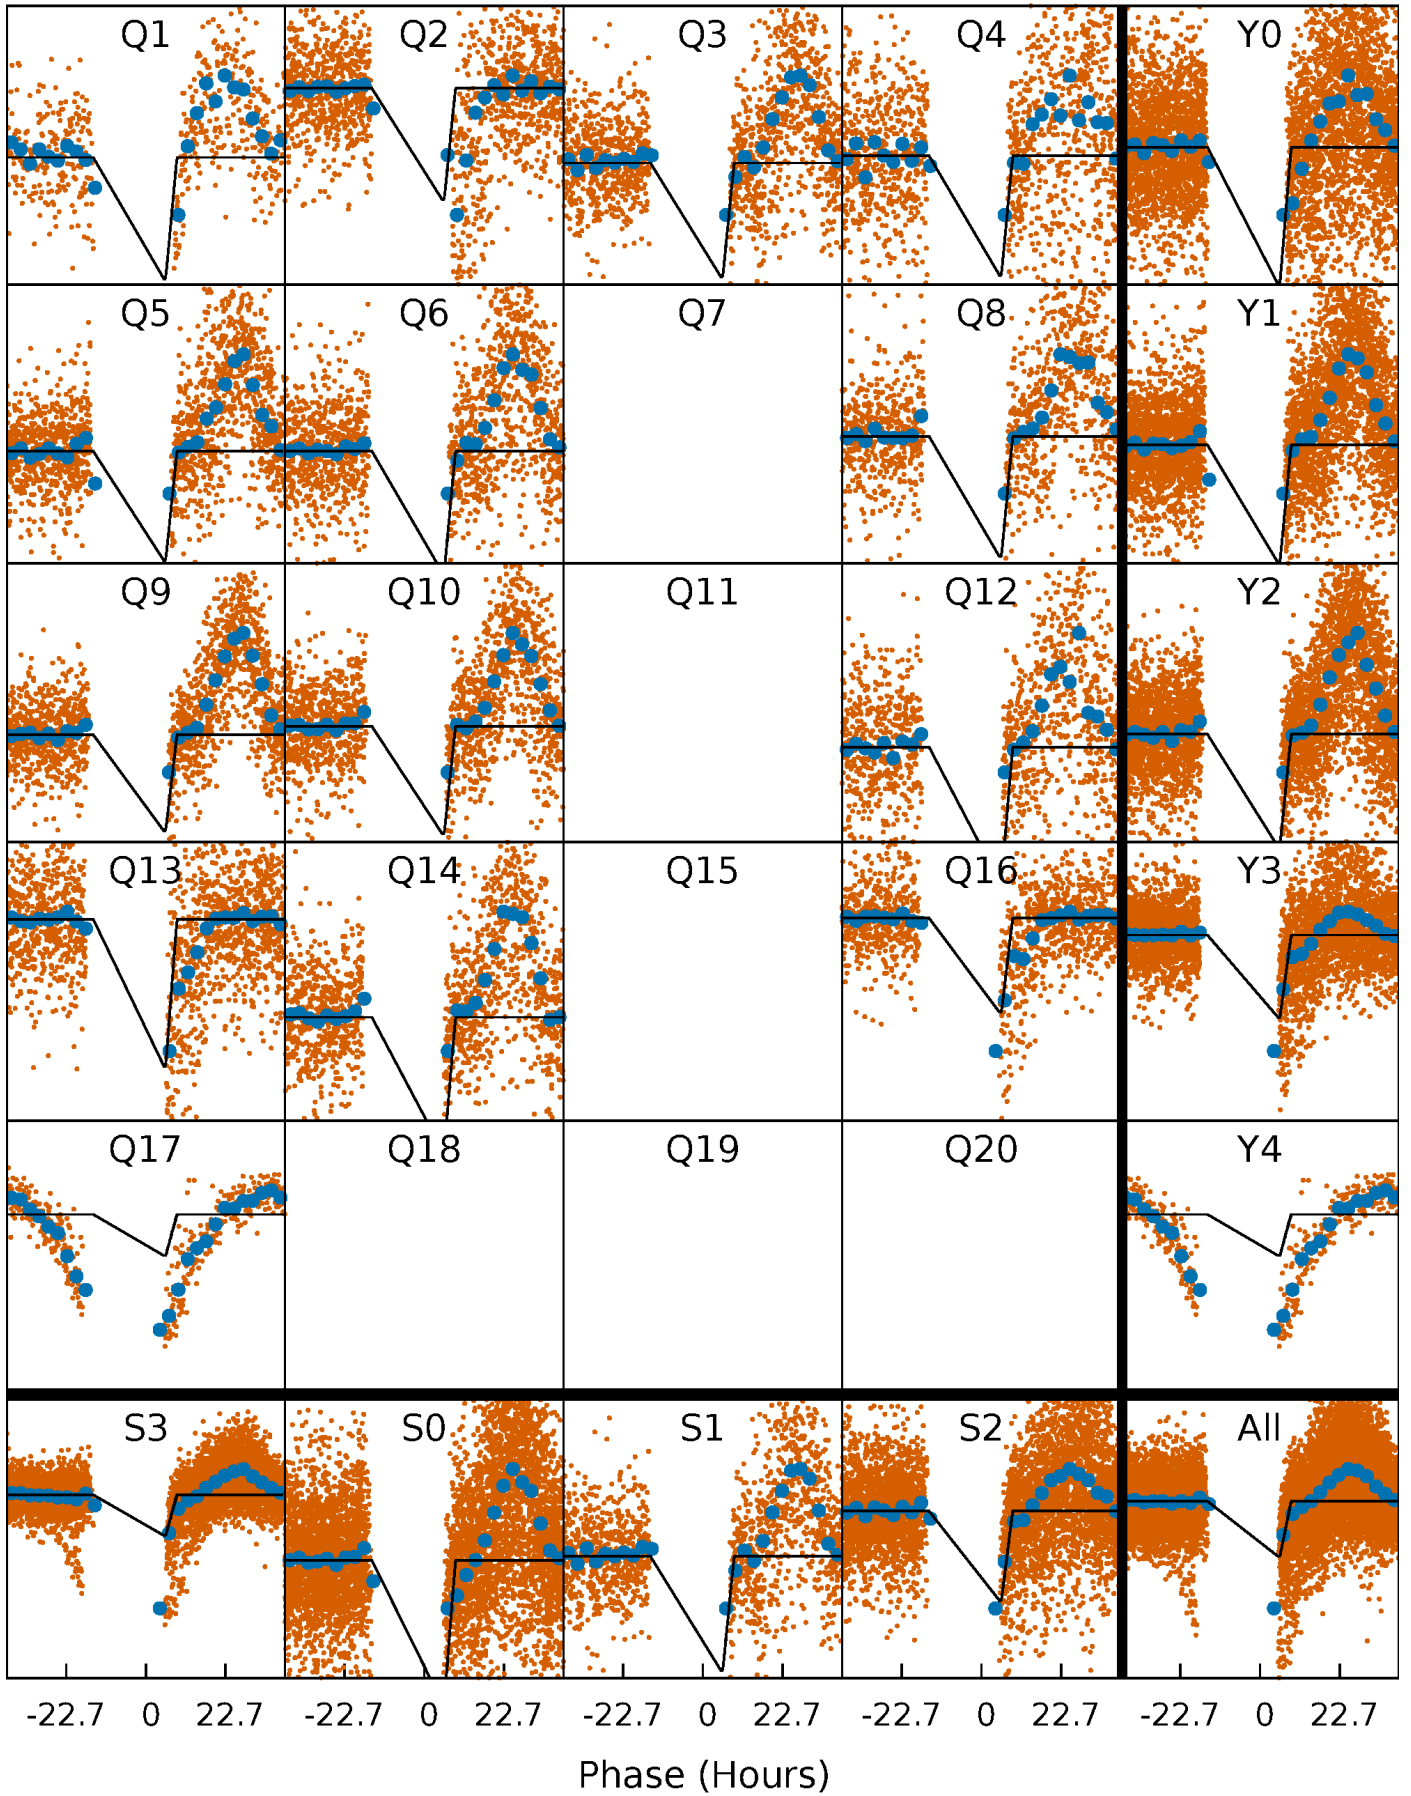 Q1 Q2 Q3 Q4 Y0
Q5 Q6 Q7 Q8 Y1
Q9 Q10 Q11 Q12 Y2
Q13 Q14 Q15 Q16 Y3
Q17 Q18 Q19 Q20 Y4
S3 S0 S1 S2 All
-22.7 0 22.7 -22.7 0 22.7 -22.7 0 22.7 -22.7 0 22.7 -22.7 0 22.7
Phase (Hours)